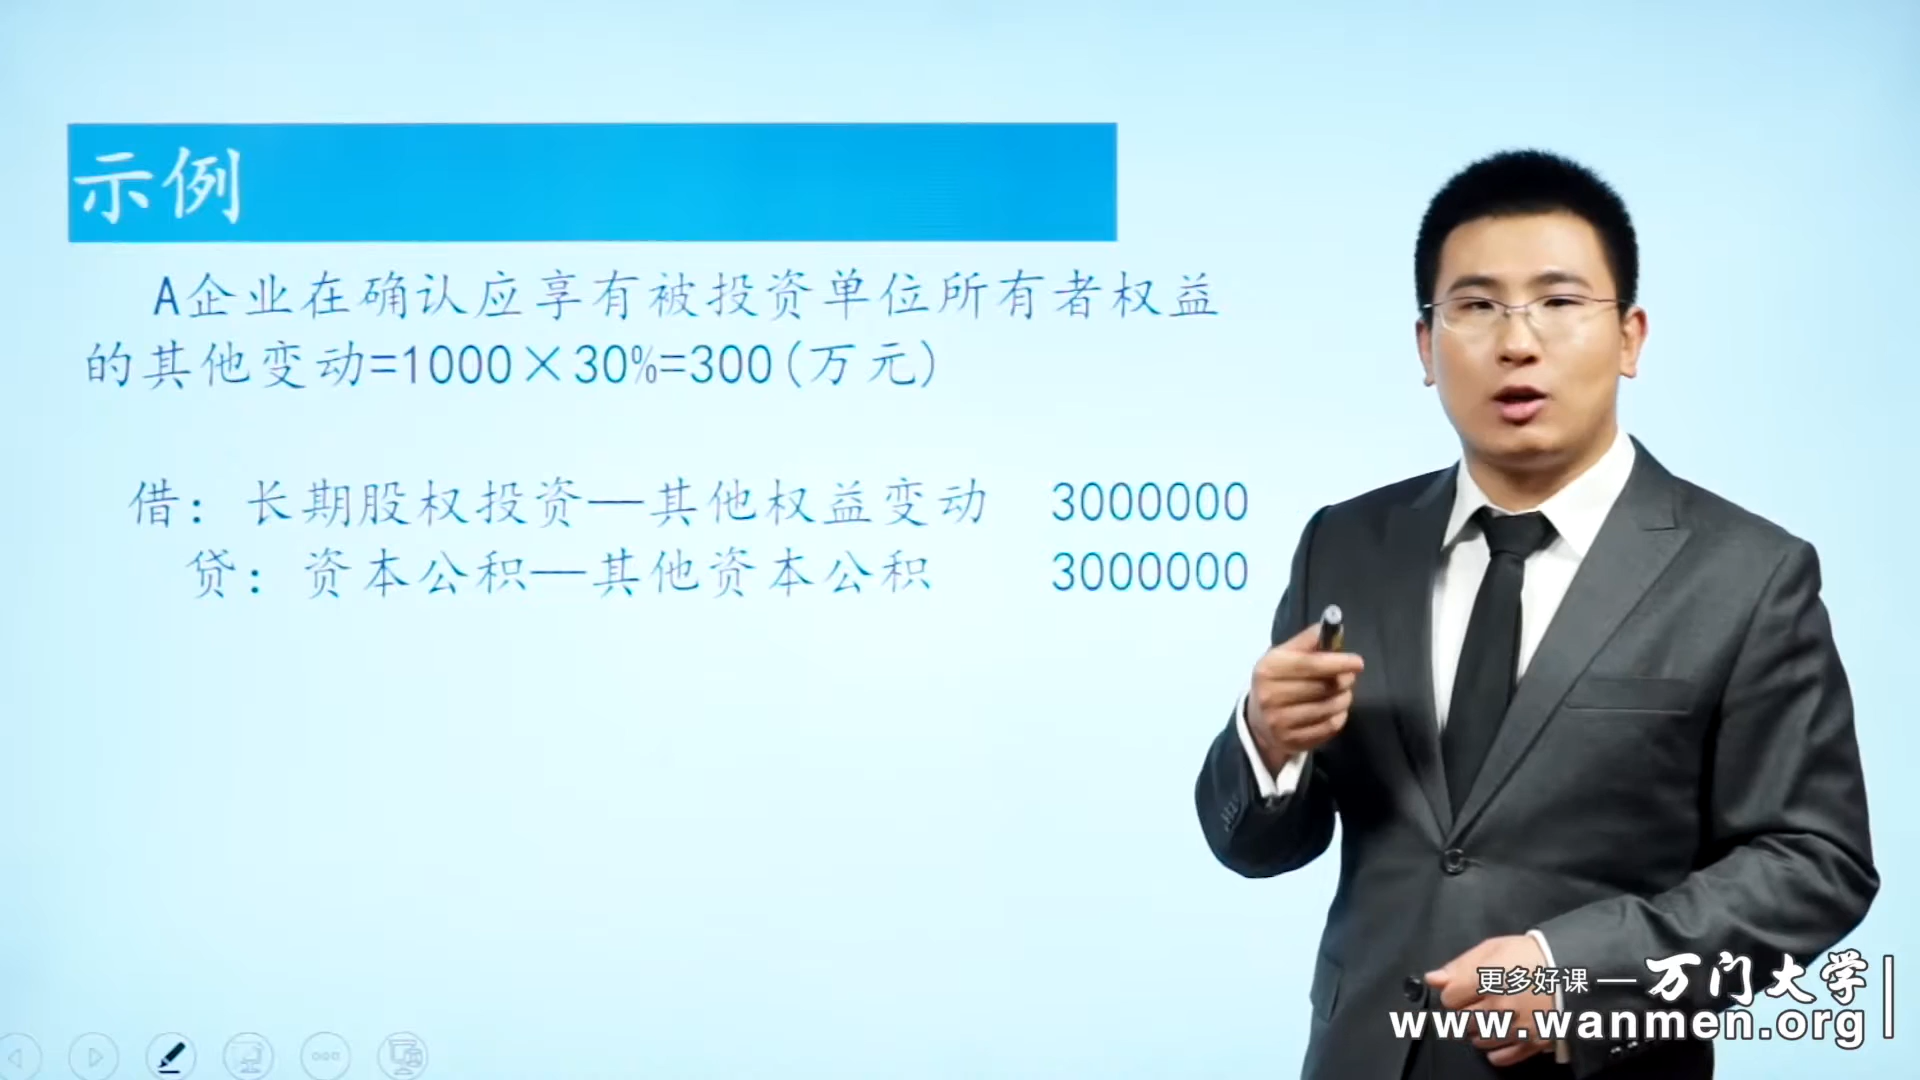 示例
A企业在确认应享有被投资单位所有者权益
的其他变动=1000×30%=300(万元)
借：长期股权投资—其他权益变动 3000000
贷：资本公积—其他资本公积 3000000
更多好课 — 万门大学
www.wanmen.org